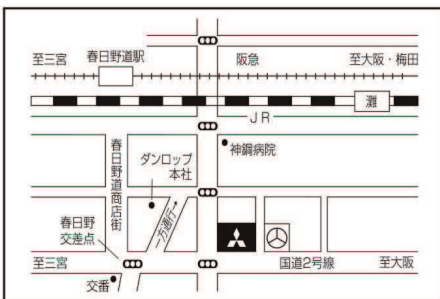 至三宮
春日野道駅
阪急
至大阪・梅田
灘
JR
春日野道商店街
ダンロップ
本社
神鋼病院
一方通行→
春日野
交差点
至三宮
国道2号線
至大阪
交番